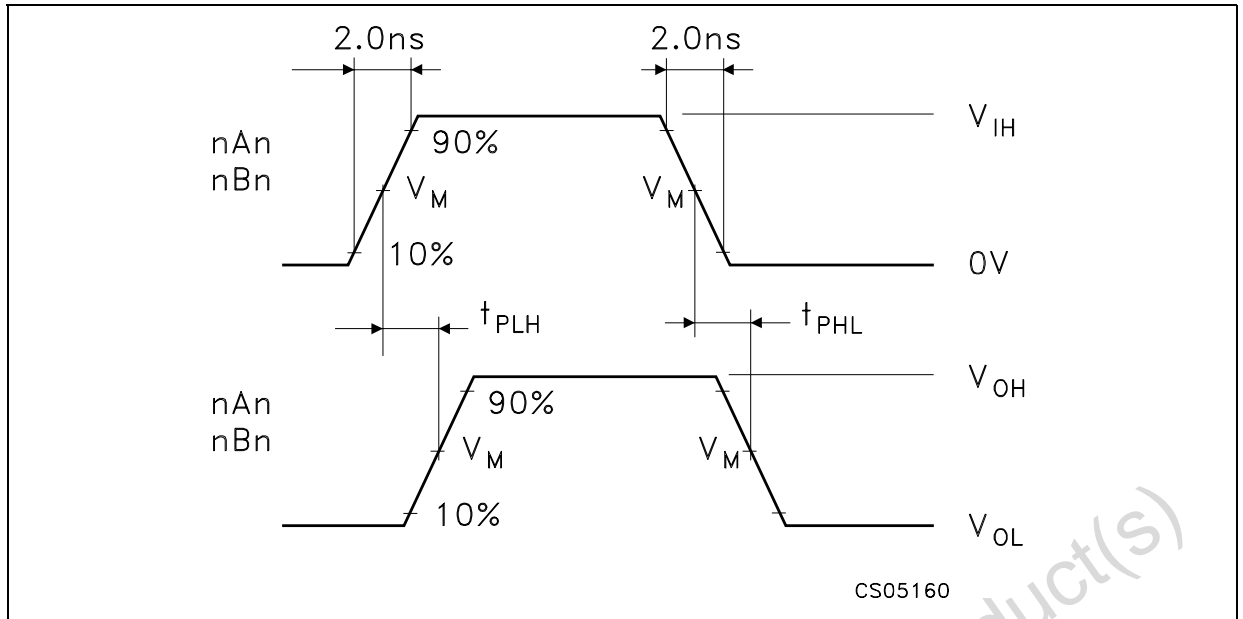 2.0ns 2.0ns
nAn
nBn
90%
V_M
V_M
10%
V_IH
0V
t_PLH
t_PHL
nAn
nBn
90%
V_M
V_M
10%
V_OH
V_OL
CS05160
duct(s)